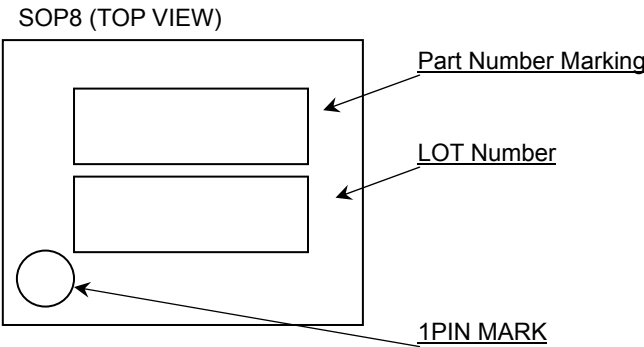 SOP8 (TOP VIEW)
Part Number Marking
LOT Number
1PIN MARK